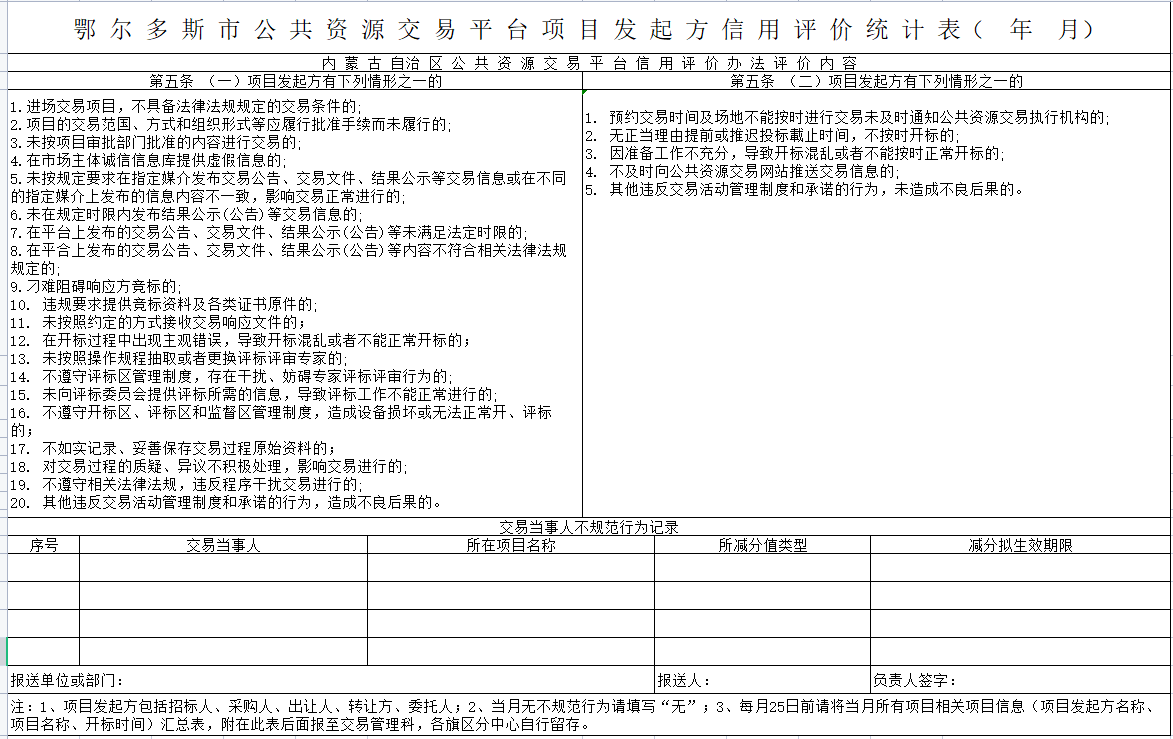 鄂尔多斯市公共资源交易平台项目发起方信用评价统计表( 年 月)
内蒙古自治区公共资源交易平台信用评价办法评价内容
第五条 (一)项目发起方有下列情形之一的
第五条 (二)项目发起方有下列情形之一的
1.进场交易项目，不具备法律法规规定的交易条件的;
2.项目的交易范围、方式和组织形式等应履行批准手续而未履行的;
3.未按项目审批部门批准的内容进行交易的;
4.在市场主体诚信信息库提供虚假信息的;
5.未按规定要求在指定媒介发布交易公告、交易文件、结果公示等交易信息或在不同
的指定媒介上发布的信息内容不一致，影响交易正常进行的;
6.未在规定时限内发布结果公示(公告)等交易信息的;
7.在平台上发布的交易公告、交易文件、结果公示(公告)等未满足法定时限的;
8.在平合上发布的交易公告、交易文件、结果公示(公告)等内容不符合相关法律法规
规定的;
9.刁难阻碍响应方竞标的;
10. 违规要求提供竞标资料及各类证书原件的;
11. 未按照约定的方式接收交易响应文件的；
12. 在开标过程中出现主观错误，导致开标混乱或者不能正常开标的；
13. 未按照操作规程抽取或者更换评标评审专家的;
14. 不遵守评标区管理制度，存在干扰、妨碍专家评标评审行为的;
15. 未向评标委员会提供评标所需的信息，导致评标工作不能正常进行的;
16. 不遵守开标区、评标区和监督区管理制度，造成设备损坏或无法正常开、评标
的；
17. 不如实记录、妥善保存交易过程原始资料的；
18. 对交易过程的质疑、异议不积极处理，影响交易进行的;
19. 不遵守相关法律法规，违反程序干扰交易进行的;
20. 其他违反交易活动管理制度和承诺的行为，造成不良后果的。
1. 预约交易时间及场地不能按时进行交易未及时通知公共资源交易执行机构的;
2. 无正当理由提前或推迟投标截止时间，不按时开标的;
3. 因准备工作不充分，导致开标混乱或者不能按时正常开标的;
4. 不及时向公共资源交易网站推送交易信息的;
5. 其他违反交易活动管理制度和承诺的行为，未造成不良后果的。
交易当事人不规范行为记录
序号 交易当事人 所在项目名称 所减分值类型 减分拟生效期限
报送单位或部门： 报送人： 负责人签字：
注：1、项目发起方包括招标人、采购人、出让人、转让方、委托人；2、当月无不规范行为请填写“无”；3、每月25日前请将当月所有项目相关项目信息（项目发起方名称、
项目名称、开标时间）汇总表，附在此表后面报至交易管理科，各旗区分中心自行留存。